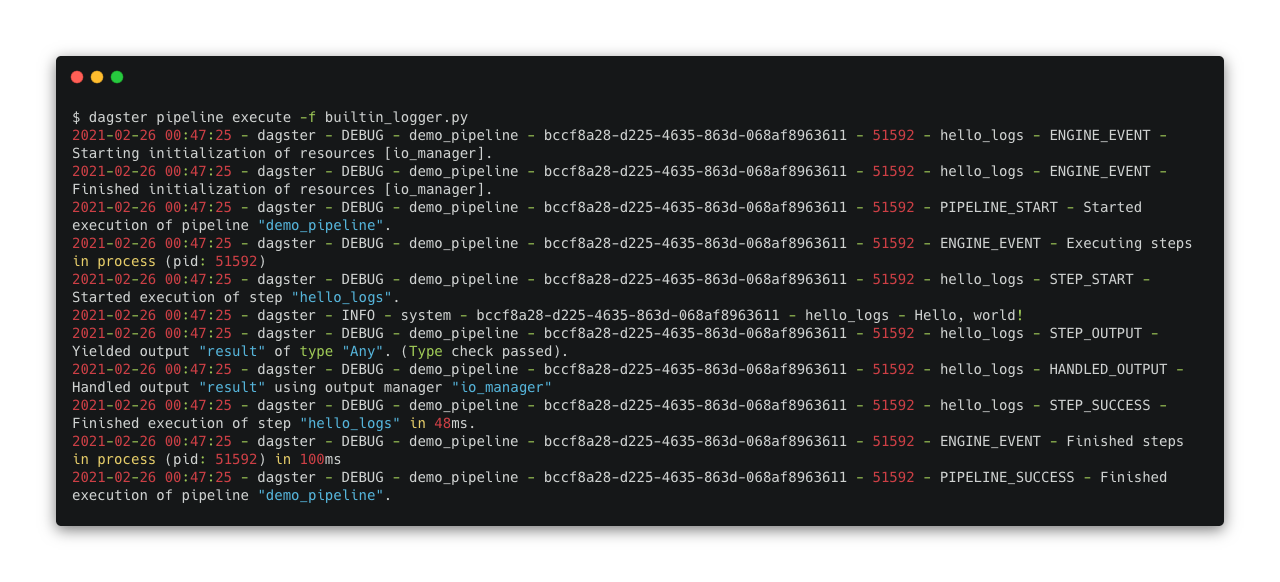 $ dagster pipeline execute -f builtin_logger.py
2021-02-26 00:47:25 - dagster - DEBUG - demo_pipeline - bccf8a28-d225-4635-863d-068af8963611 - 51592 - hello_logs - ENGINE_EVENT -
Starting initialization of resources [io_manager].
2021-02-26 00:47:25 - dagster - DEBUG - demo_pipeline - bccf8a28-d225-4635-863d-068af8963611 - 51592 - hello_logs - ENGINE_EVENT -
Finished initialization of resources [io_manager].
2021-02-26 00:47:25 - dagster - DEBUG - demo_pipeline - bccf8a28-d225-4635-863d-068af8963611 - 51592 - PIPELINE_START - Started
execution of pipeline "demo_pipeline".
2021-02-26 00:47:25 - dagster - DEBUG - demo_pipeline - bccf8a28-d225-4635-863d-068af8963611 - 51592 - ENGINE_EVENT - Executing steps
in process (pid: 51592)
2021-02-26 00:47:25 - dagster - DEBUG - demo_pipeline - bccf8a28-d225-4635-863d-068af8963611 - 51592 - hello_logs - STEP_START -
Started execution of step "hello_logs".
2021-02-26 00:47:25 - dagster - INFO - system - bccf8a28-d225-4635-863d-068af8963611 - hello_logs - Hello, world!
2021-02-26 00:47:25 - dagster - DEBUG - demo_pipeline - bccf8a28-d225-4635-863d-068af8963611 - 51592 - hello_logs - STEP_OUTPUT -
Yielded output "result" of type "Any". (Type check passed).
2021-02-26 00:47:25 - dagster - DEBUG - demo_pipeline - bccf8a28-d225-4635-863d-068af8963611 - 51592 - hello_logs - HANDLED_OUTPUT -
Handled output "result" using output manager "io_manager"
2021-02-26 00:47:25 - dagster - DEBUG - demo_pipeline - bccf8a28-d225-4635-863d-068af8963611 - 51592 - hello_logs - STEP_SUCCESS -
Finished execution of step "hello_logs" in 48ms.
2021-02-26 00:47:25 - dagster - DEBUG - demo_pipeline - bccf8a28-d225-4635-863d-068af8963611 - 51592 - ENGINE_EVENT - Finished steps
in process (pid: 51592) in 100ms
2021-02-26 00:47:25 - dagster - DEBUG - demo_pipeline - bccf8a28-d225-4635-863d-068af8963611 - 51592 - PIPELINE_SUCCESS - Finished
execution of pipeline "demo_pipeline".